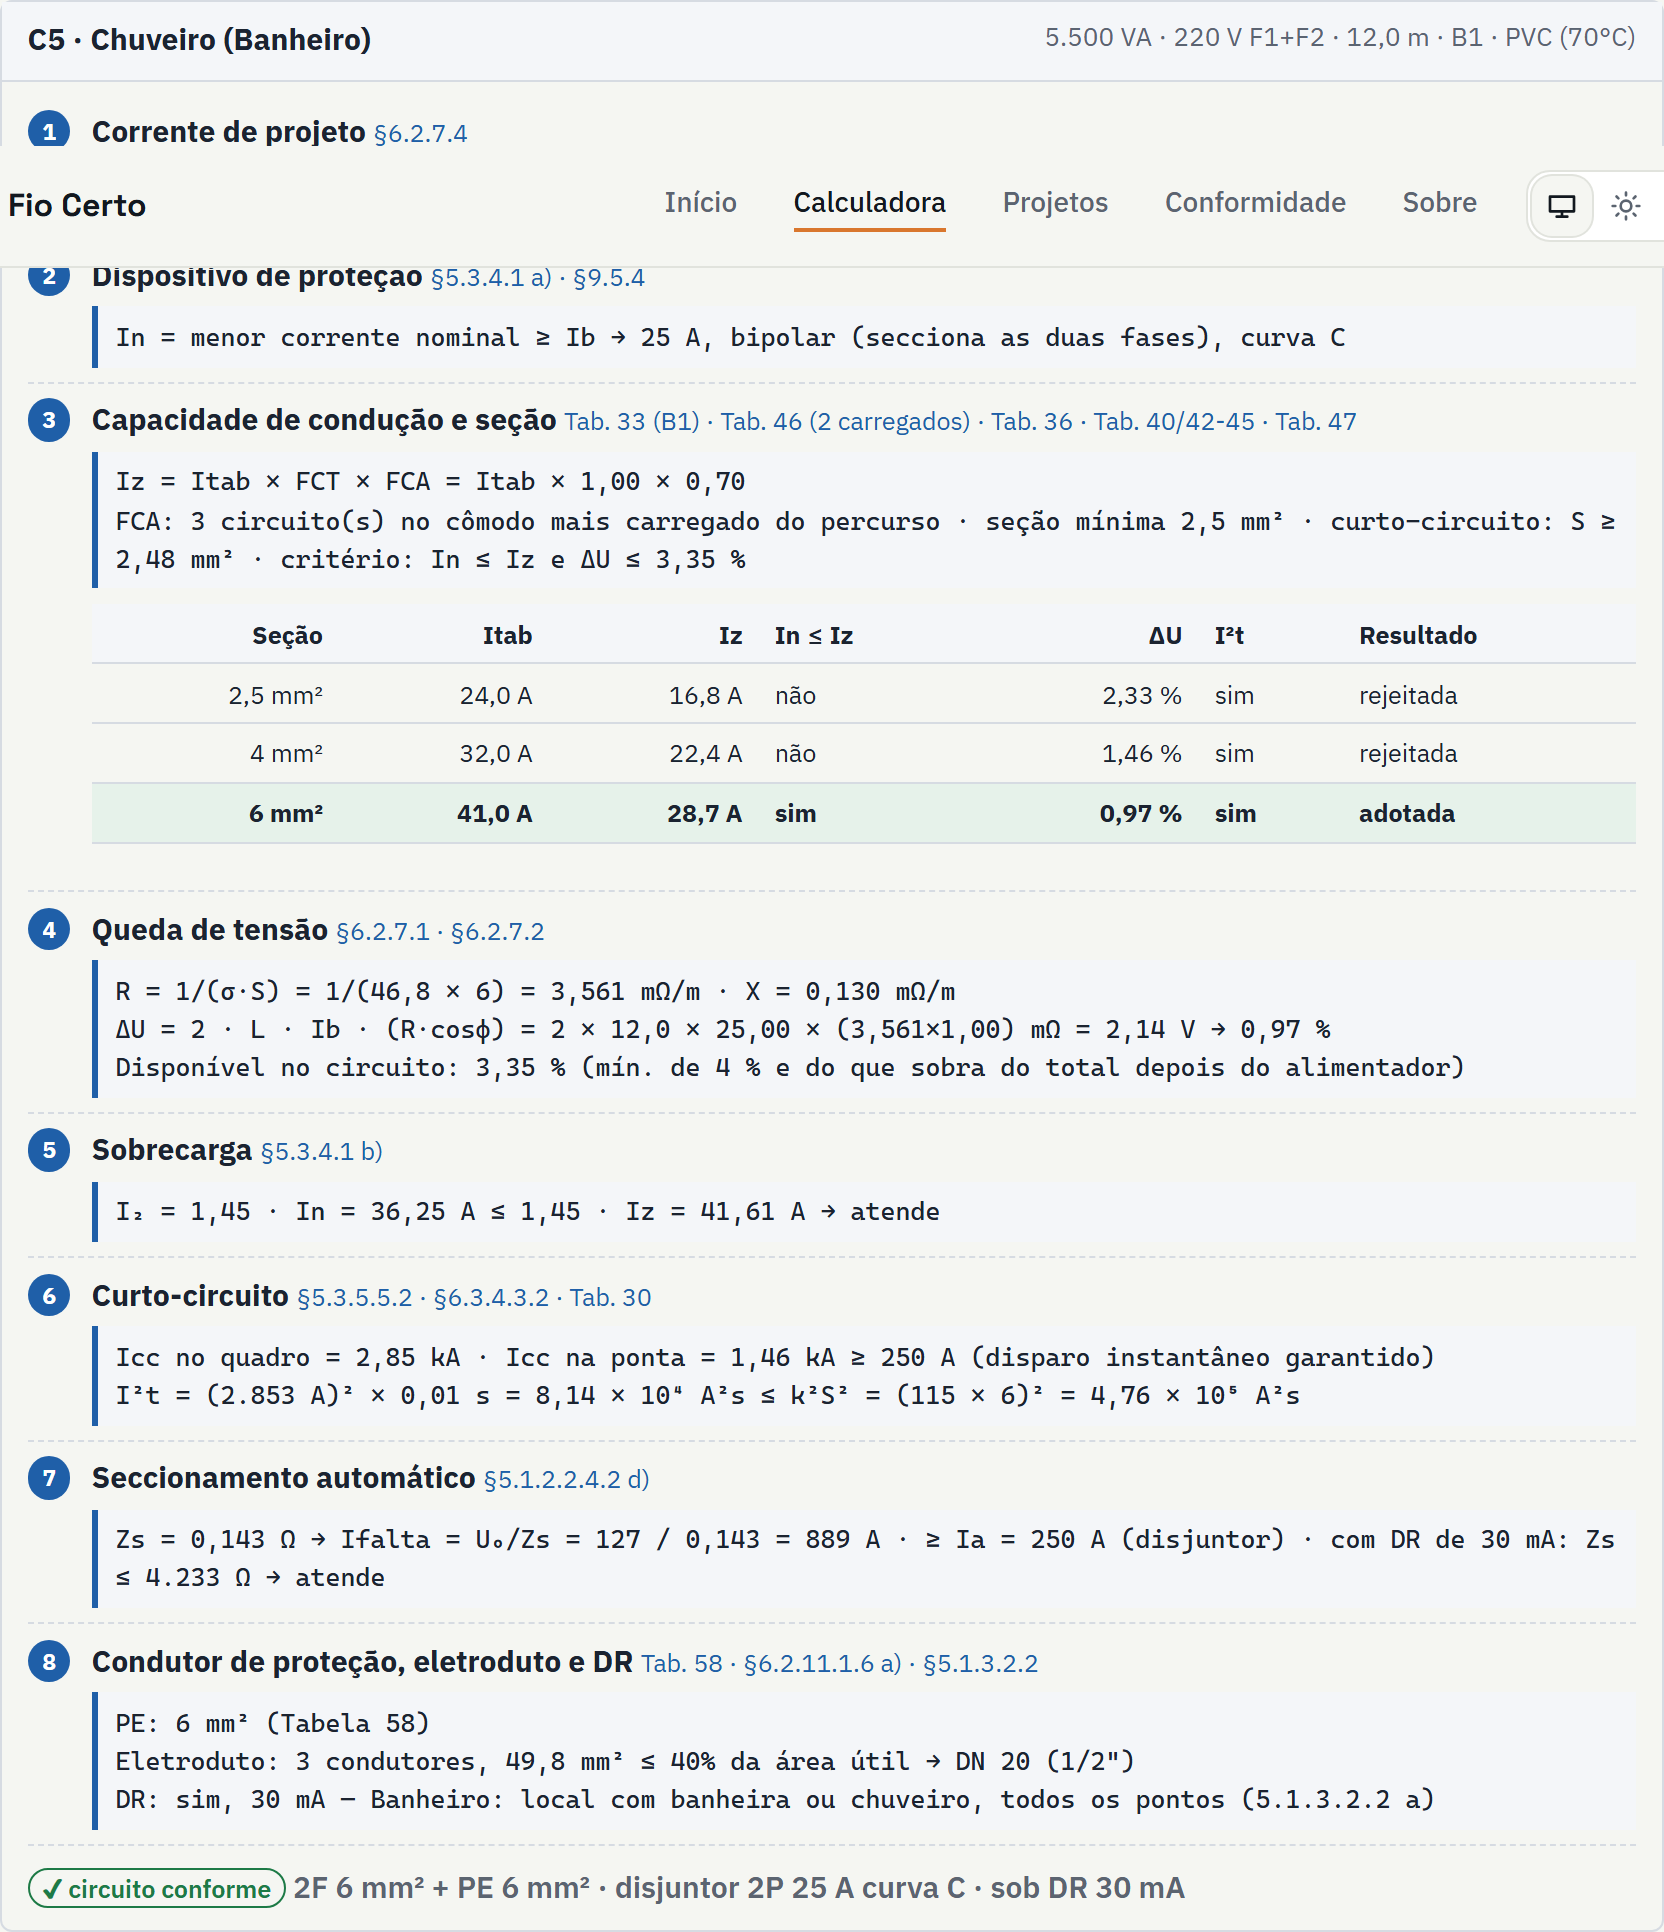 C5 · Chuveiro (Banheiro)
5.500 VA · 220 V F1+F2 · 12,0 m · B1 · PVC (70°C)
1 Corrente de projeto §6.2.7.4
Fio Certo
Início Calculadora Projetos Conformidade Sobre
2 Dispositivo de proteção §5.3.4.1 a) · §9.5.4
In = menor corrente nominal ≥ Ib → 25 A, bipolar (secciona as duas fases), curva C
3 Capacidade de condução e seção Tab. 33 (B1) · Tab. 46 (2 carregados) · Tab. 36 · Tab. 40/42-45 · Tab. 47
Iz = Itab × FCT × FCA = Itab × 1,00 × 0,70
FCA: 3 circuito(s) no cômodo mais carregado do percurso · seção mínima 2,5 mm² · curto-circuito: S ≥
2,48 mm² · critério: In ≤ Iz e ΔU ≤ 3,35 %
Seção Itab Iz In ≤ Iz ΔU I²t Resultado
2,5 mm² 24,0 A 16,8 A não 2,33 % sim rejeitada
4 mm² 32,0 A 22,4 A não 1,46 % sim rejeitada
6 mm² 41,0 A 28,7 A sim 0,97 % sim adotada
4 Queda de tensão §6.2.7.1 · §6.2.7.2
R = 1/(σ·S) = 1/(46,8 × 6) = 3,561 mΩ/m · X = 0,130 mΩ/m
ΔU = 2 · L · Ib · (R·cosφ) = 2 × 12,0 × 25,00 × (3,561×1,00) mΩ = 2,14 V → 0,97 %
Disponível no circuito: 3,35 % (mín. de 4 % e do que sobra do total depois do alimentador)
5 Sobrecarga §5.3.4.1 b)
I₂ = 1,45 · In = 36,25 A ≤ 1,45 · Iz = 41,61 A → atende
6 Curto-circuito §5.3.5.5.2 · §6.3.4.3.2 · Tab. 30
Icc no quadro = 2,85 kA · Icc na ponta = 1,46 kA ≥ 250 A (disparo instantâneo garantido)
I²t = (2.853 A)² × 0,01 s = 8,14 × 10⁴ A²s ≤ k²S² = (115 × 6)² = 4,76 × 10⁵ A²s
7 Seccionamento automático §5.1.2.2.4.2 d)
Zs = 0,143 Ω → Ifalta = U₀/Zs = 127 / 0,143 = 889 A · ≥ Ia = 250 A (disjuntor) · com DR de 30 mA: Zs
≤ 4.233 Ω → atende
8 Condutor de proteção, eletroduto e DR Tab. 58 · §6.2.11.1.6 a) · §5.1.3.2.2
PE: 6 mm² (Tabela 58)
Eletroduto: 3 condutores, 49,8 mm² ≤ 40% da área útil → DN 20 (1/2")
DR: sim, 30 mA — Banheiro: local com banheira ou chuveiro, todos os pontos (5.1.3.2.2 a)
✓ circuito conforme 2F 6 mm² + PE 6 mm² · disjuntor 2P 25 A curva C · sob DR 30 mA